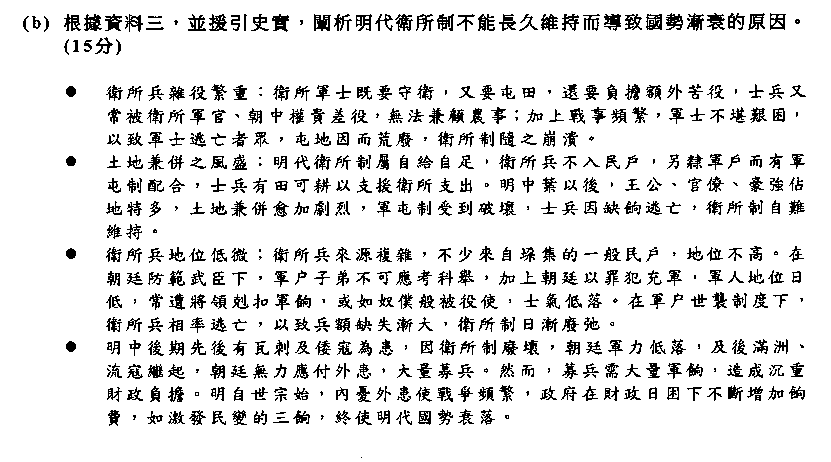 (b) 根據資料三，並援引史實，闡析明代衛所制不能長久維持而導致國勢漸衰的原因。
(15分)
● 衛所兵雜役繁重：衛所軍士既要守衛，又要屯田，還要負擔額外苦役，士兵又
常被衛所軍官、朝中權貴差役，無法兼顧農事；加上戰事頻繁，軍士不堪艱困，
以致軍士逃亡者眾，屯地因而荒廢，衛所制隨之崩潰。
● 土地兼併之風盛：明代衛所制屬自給自足，衛所兵不入民戶，另隸軍戶而有軍
屯制配合，士兵有田可耕以支援衛所支出。明中葉以後，王公、官僚、豪強佔
地特多，土地兼併愈加劇烈，軍屯制受到破壞，士兵因缺餉逃亡，衛所制自難
維持。
● 衛所兵地位低微：衛所兵來源複雜，不少來自垛集的一般民戶，地位不高。在
朝廷防範武臣下，軍户子弟不可應考科舉，加上朝廷以罪犯充軍，軍人地位日
低，常遭將領剋扣軍餉，或如奴僕般被役使，士氣低落。在軍户世襲制度下，
衛所兵相率逃亡，以致兵額缺失漸大，衛所制日漸廢弛。
● 明中後期先後有瓦剌及倭寇為患，因衛所制廢壞，朝廷軍力低落，及後滿洲、
流寇繼起，朝廷無力應付外患，大量募兵。然而，募兵需大量軍餉，造成沉重
財政負擔。明自世宗始，內憂外患使戰爭頻繁，政府在財政日困下不斷增加餉
費，如激發民變的三餉，終使明代國勢衰落。